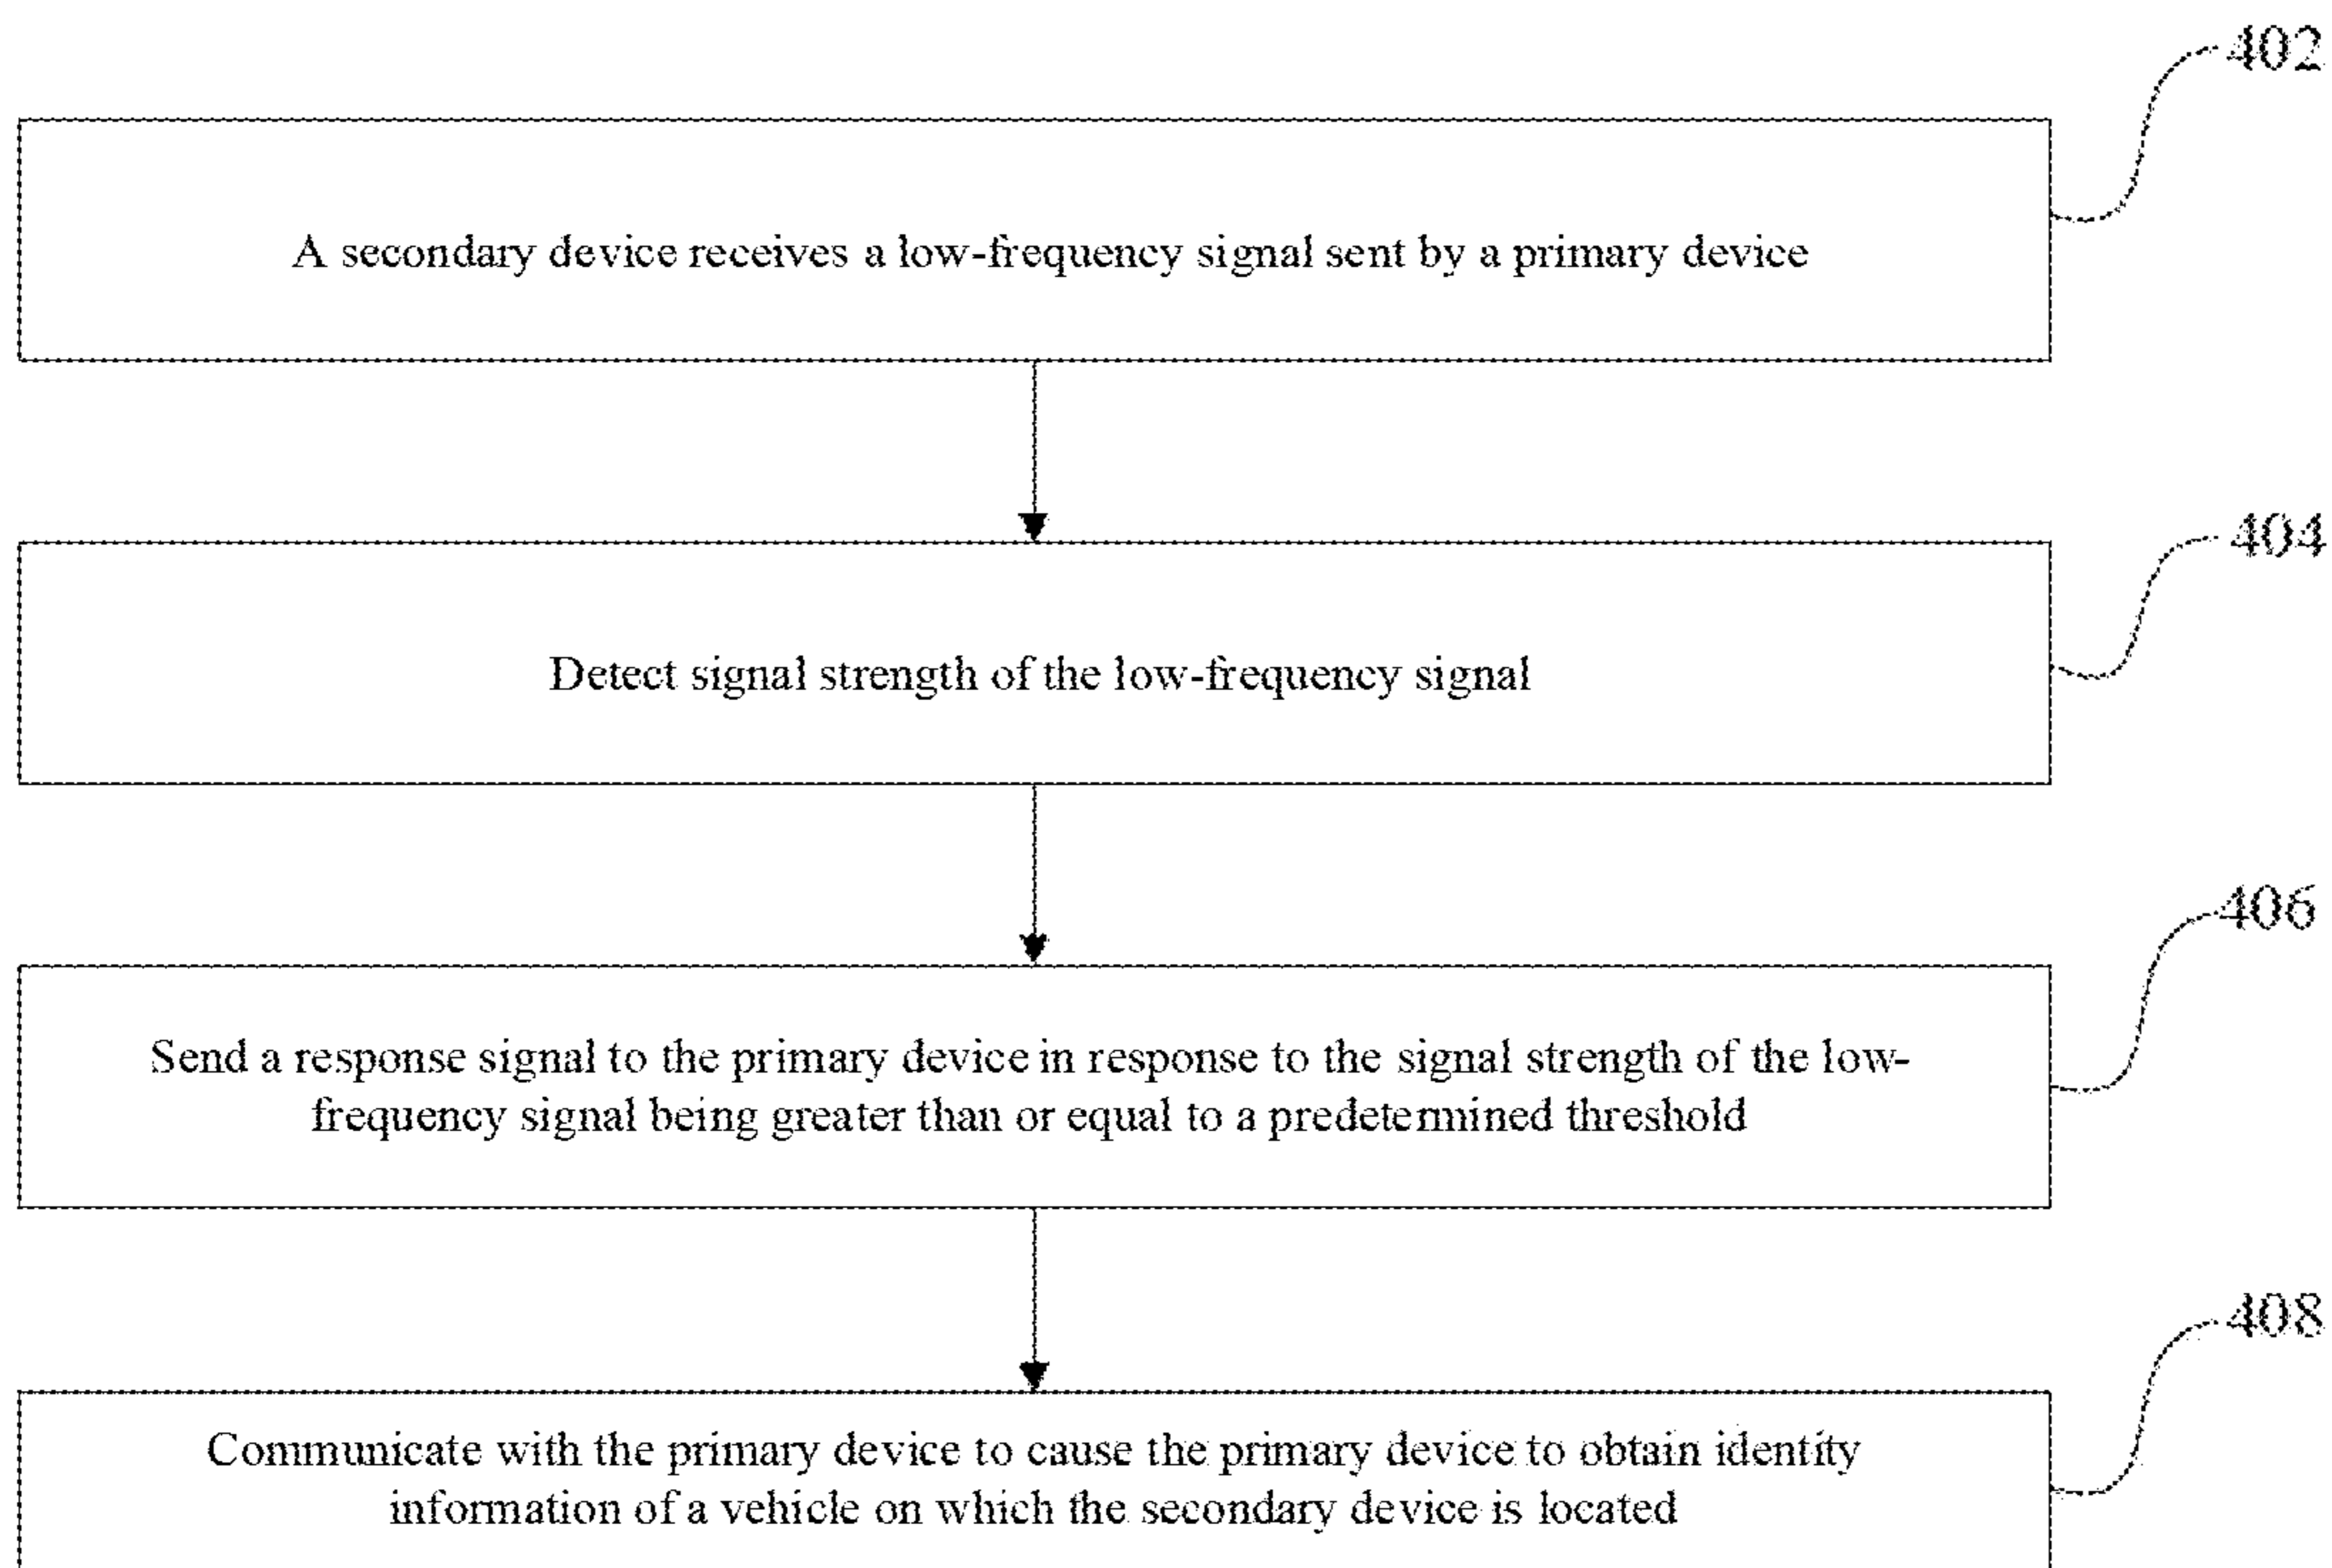 402
A secondary device receives a low-frequency signal sent by a primary device
404
Detect signal strength of the low-frequency signal
406
Send a response signal to the primary device in response to the signal strength of the low-
frequency signal being greater than or equal to a predetermined threshold
408
Communicate with the primary device to cause the primary device to obtain identity
information of a vehicle on which the secondary device is located